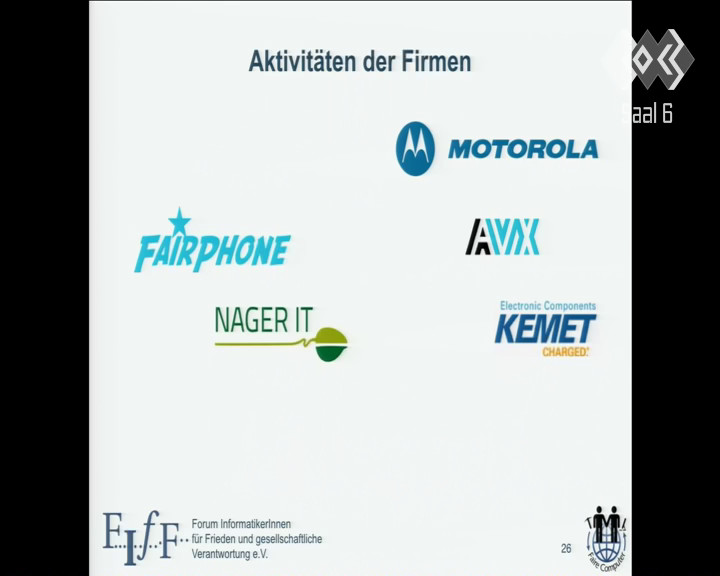 Aktivitäten der Firmen
saal 6
MOTOROLA
FAIRPHONE
AVX
NAGER IT
Electronic Components
KEMET
CHARGED.
FIfF
Forum InformatikerInnen
für Frieden und gesellschaftliche
Verantwortung e.V.
26
Faire Computer